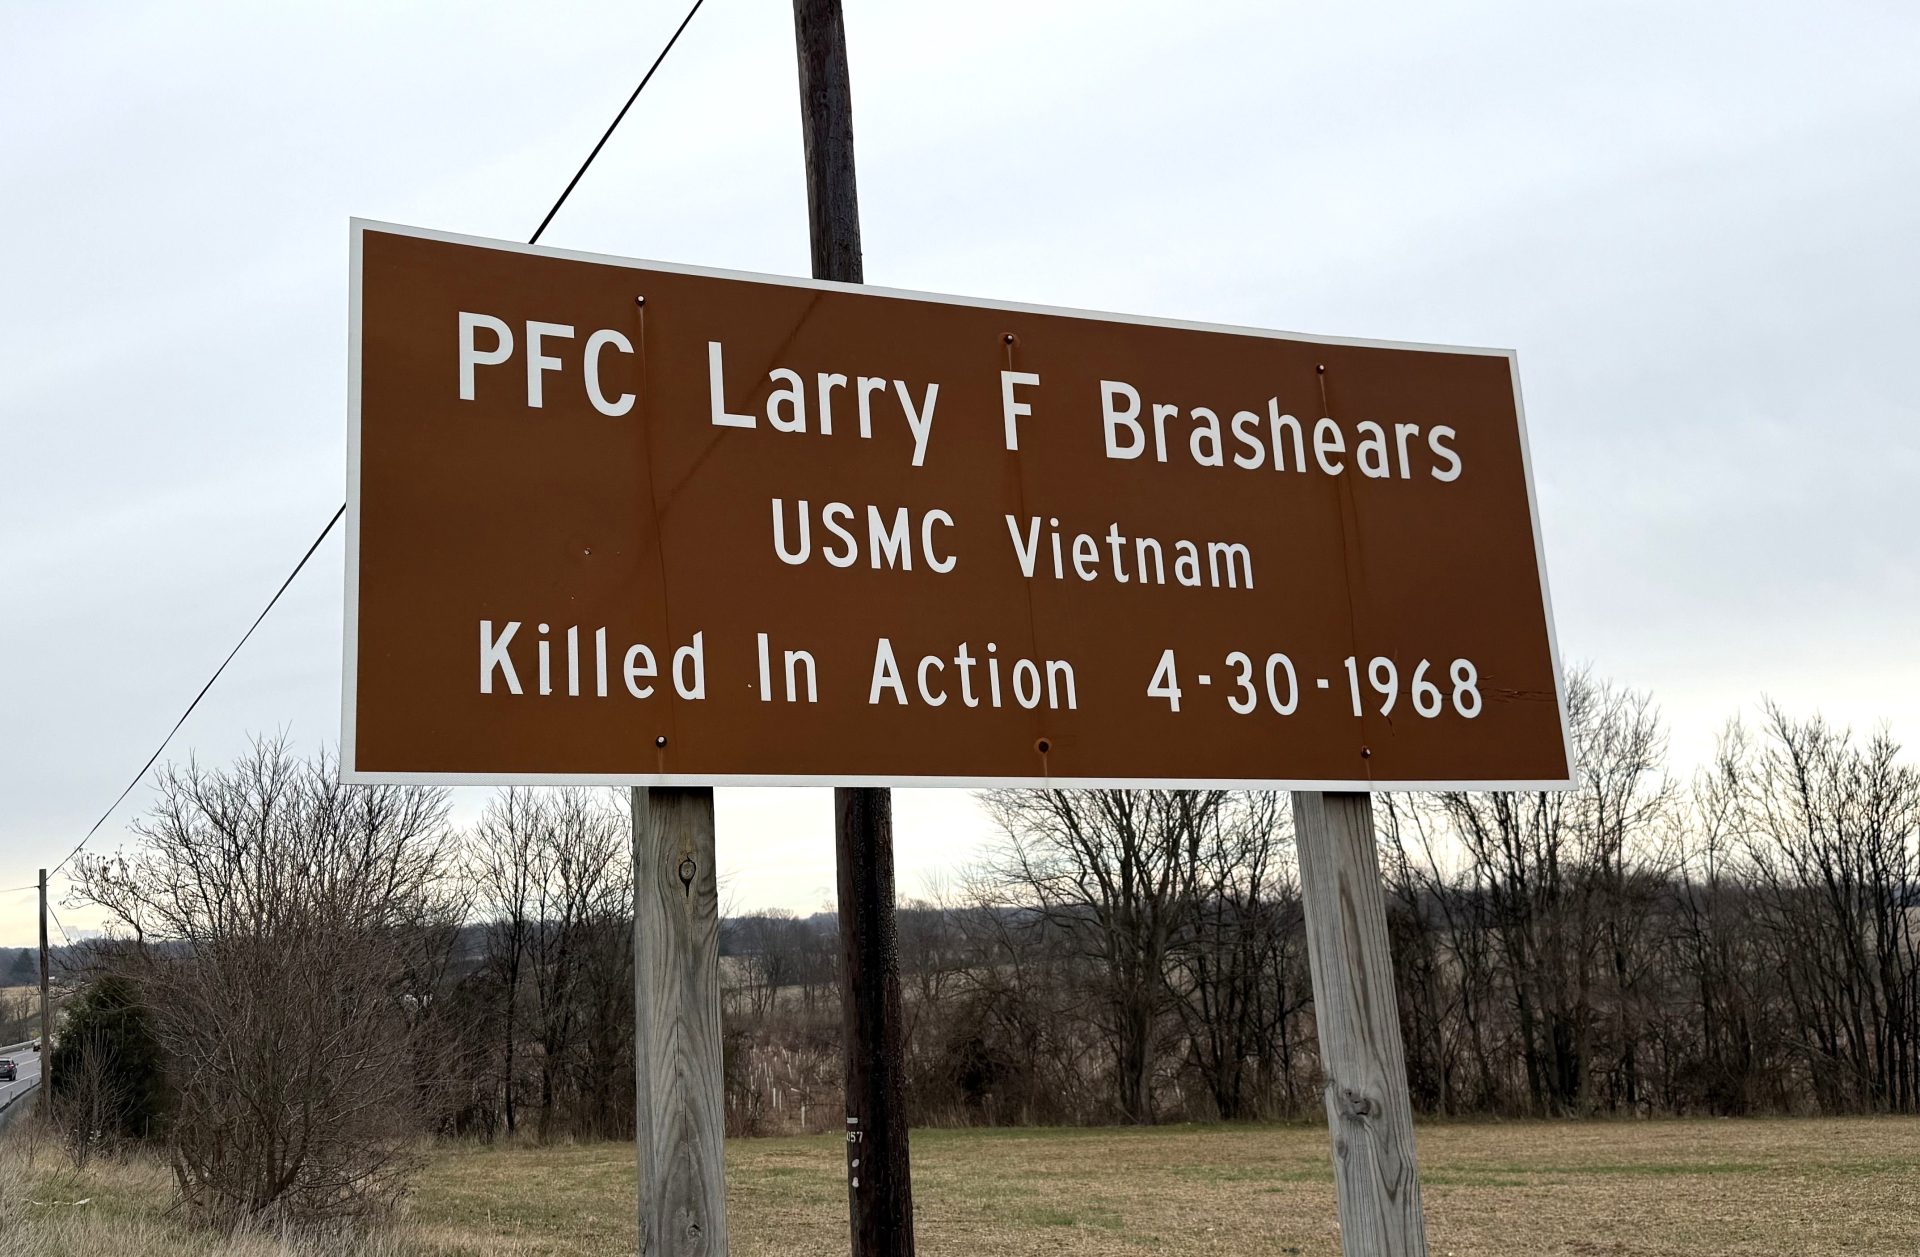 PFC Larry F Brashears
USMC Vietnam
Killed In Action 4-30-1968